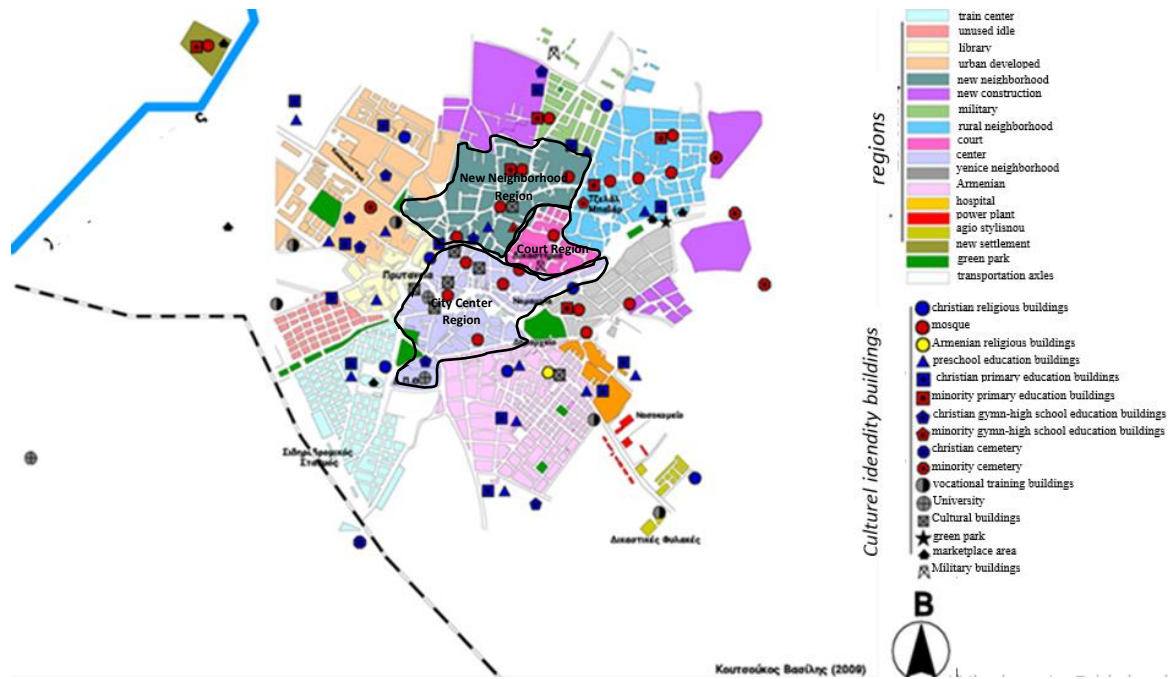 New Neighborhood
Region
Τζελάλ
Μπαγιάρ
Court Region
Πρυτανεία
City Center
Region
Νομαρχία
Δημαρχείο
Νοσοκομείο
Σιδηροδρομικός
Σταθμός
Δικαστικές Φυλακές
Κουτσούκος Βασίλης (2009)
regions
train center
unused idle
library
urban developed
new neighborhood
new construction
military
rural neighborhood
court
center
yenice neighborhood
Armenian
hospital
power plant
agio stylisnou
new settlement
green park
transportation axles
Culturel idendity buildings
christian religious buildings
mosque
Armenian religious buildings
preschool education buildings
christian primary education buildings
minority primary education buildings
christian gymn-high school education buildings
minority gymn-high school education buildings
christian cemetery
minority cemetery
vocational training buildings
University
Cultural buildings
green park
marketplace area
Military buildings
B